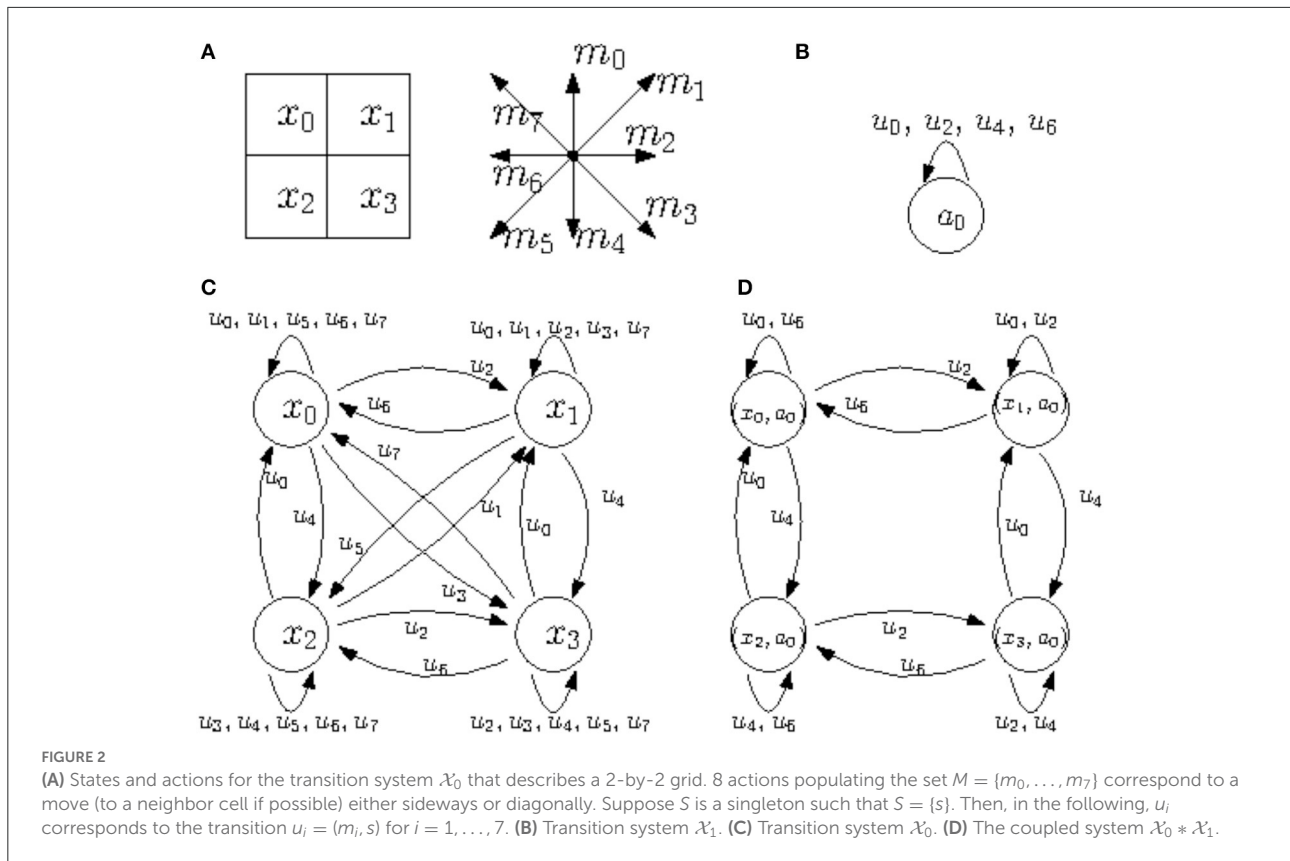 A
B
x₀ x₁
x₂ x₃
m₀
m₁
m₂
m₃
m₄
m₅
m₆
m₇
u₀, u₂, u₄, u₆
a₀
C
D
u₀, u₁, u₅, u₆, u₇
u₀, u₁, u₂, u₃, u₇
x₀
u₂
u₆
x₁
u₇
u₀
u₄
u₅
u₁
u₀
u₄
u₃
x₂
u₂
u₆
x₃
u₃, u₄, u₅, u₆, u₇
u₂, u₃, u₄, u₅, u₇
u₀, u₆
u₀, u₂
(x₀, a₀)
u₂
u₆
(x₁, a₀)
u₀
u₄
u₀
u₄
(x₂, a₀)
u₂
u₆
(x₃, a₀)
u₄, u₆
u₂, u₄
FIGURE 2
(A) States and actions for the transition system 𝒳₀ that describes a 2-by-2 grid. 8 actions populating the set M = {m₀, . . . , m₇} correspond to a
move (to a neighbor cell if possible) either sideways or diagonally. Suppose S is a singleton such that S = {s}. Then, in the following, uᵢ
corresponds to the transition uᵢ = (mᵢ, s) for i = 1, . . . , 7. (B) Transition system 𝒳₁. (C) Transition system 𝒳₀. (D) The coupled system 𝒳₀ ∗ 𝒳₁.